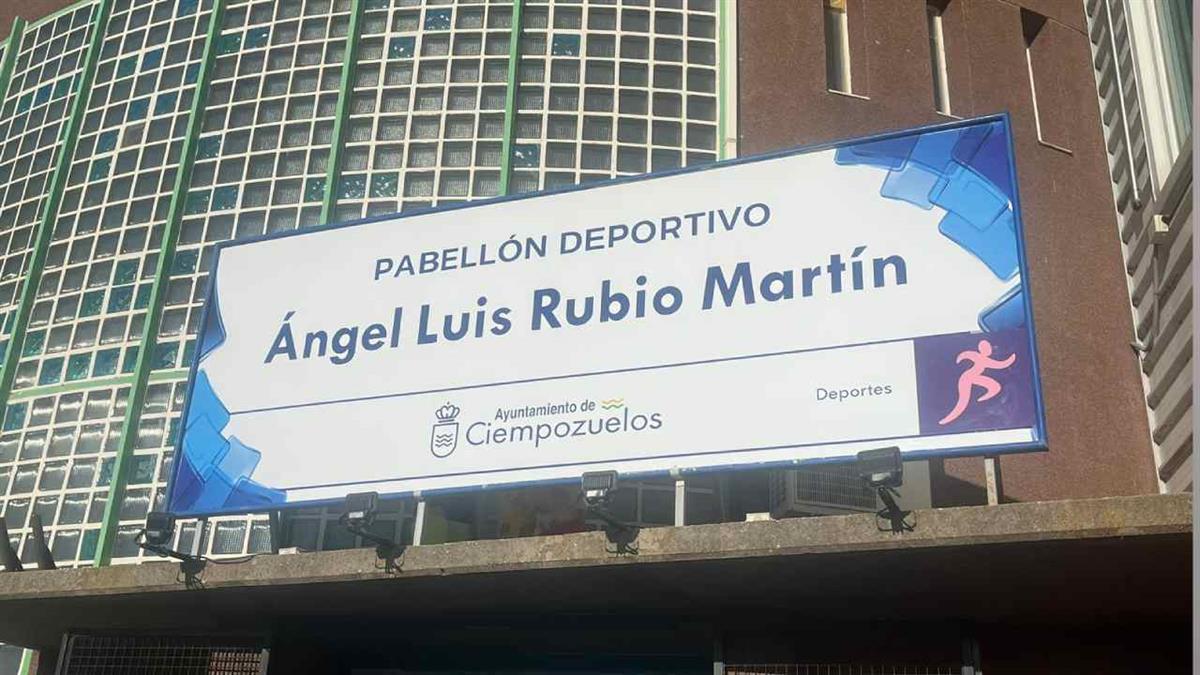 PABELLÓN DEPORTIVO
Ángel Luis Rubio Martín
Ayuntamiento de
Ciempozuelos
Deportes